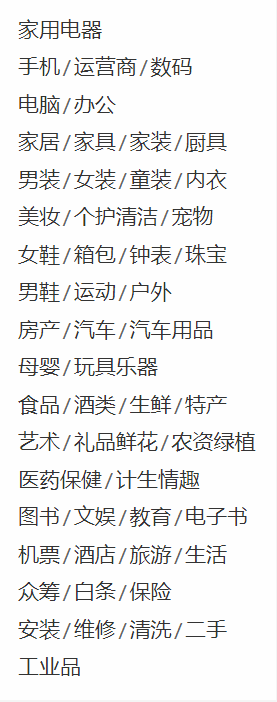 家用电器
手机/运营商/数码
电脑/办公
家居/家具/家装/厨具
男装/女装/童装/内衣
美妆/个护清洁/宠物
女鞋/箱包/钟表/珠宝
男鞋/运动/户外
房产/汽车/汽车用品
母婴/玩具乐器
食品/酒类/生鲜/特产
艺术/礼品鲜花/农资绿植
医药保健/计生情趣
图书/文娱/教育/电子书
机票/酒店/旅游/生活
众筹/白条/保险
安装/维修/清洗/二手
工业品